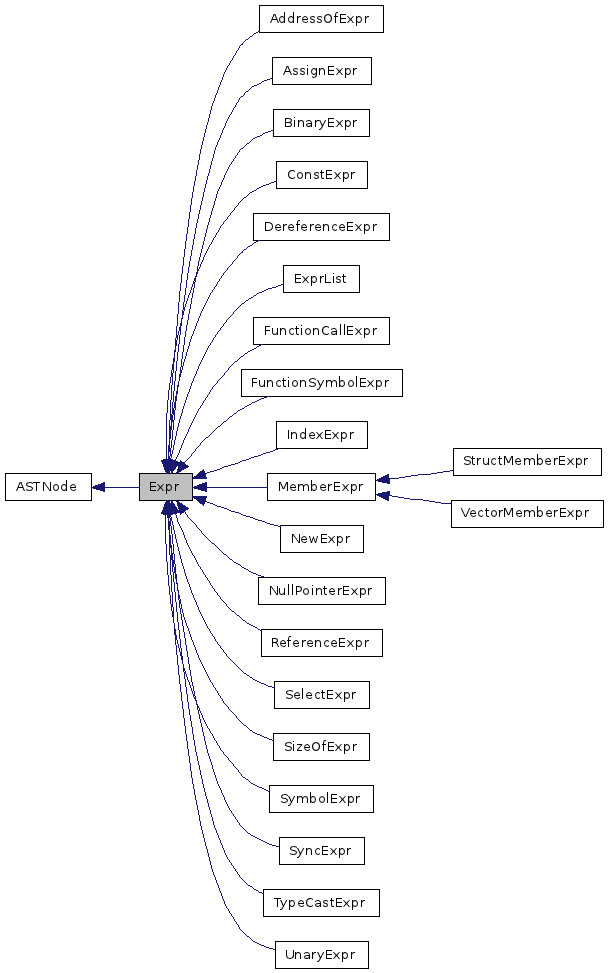 AddressOfExpr
AssignExpr
BinaryExpr
ConstExpr
DereferenceExpr
ExprList
FunctionCallExpr
FunctionSymbolExpr
IndexExpr
StructMemberExpr
ASTNode
Expr
MemberExpr
VectorMemberExpr
NewExpr
NullPointerExpr
ReferenceExpr
SelectExpr
SizeOfExpr
SymbolExpr
SyncExpr
TypeCastExpr
UnaryExpr